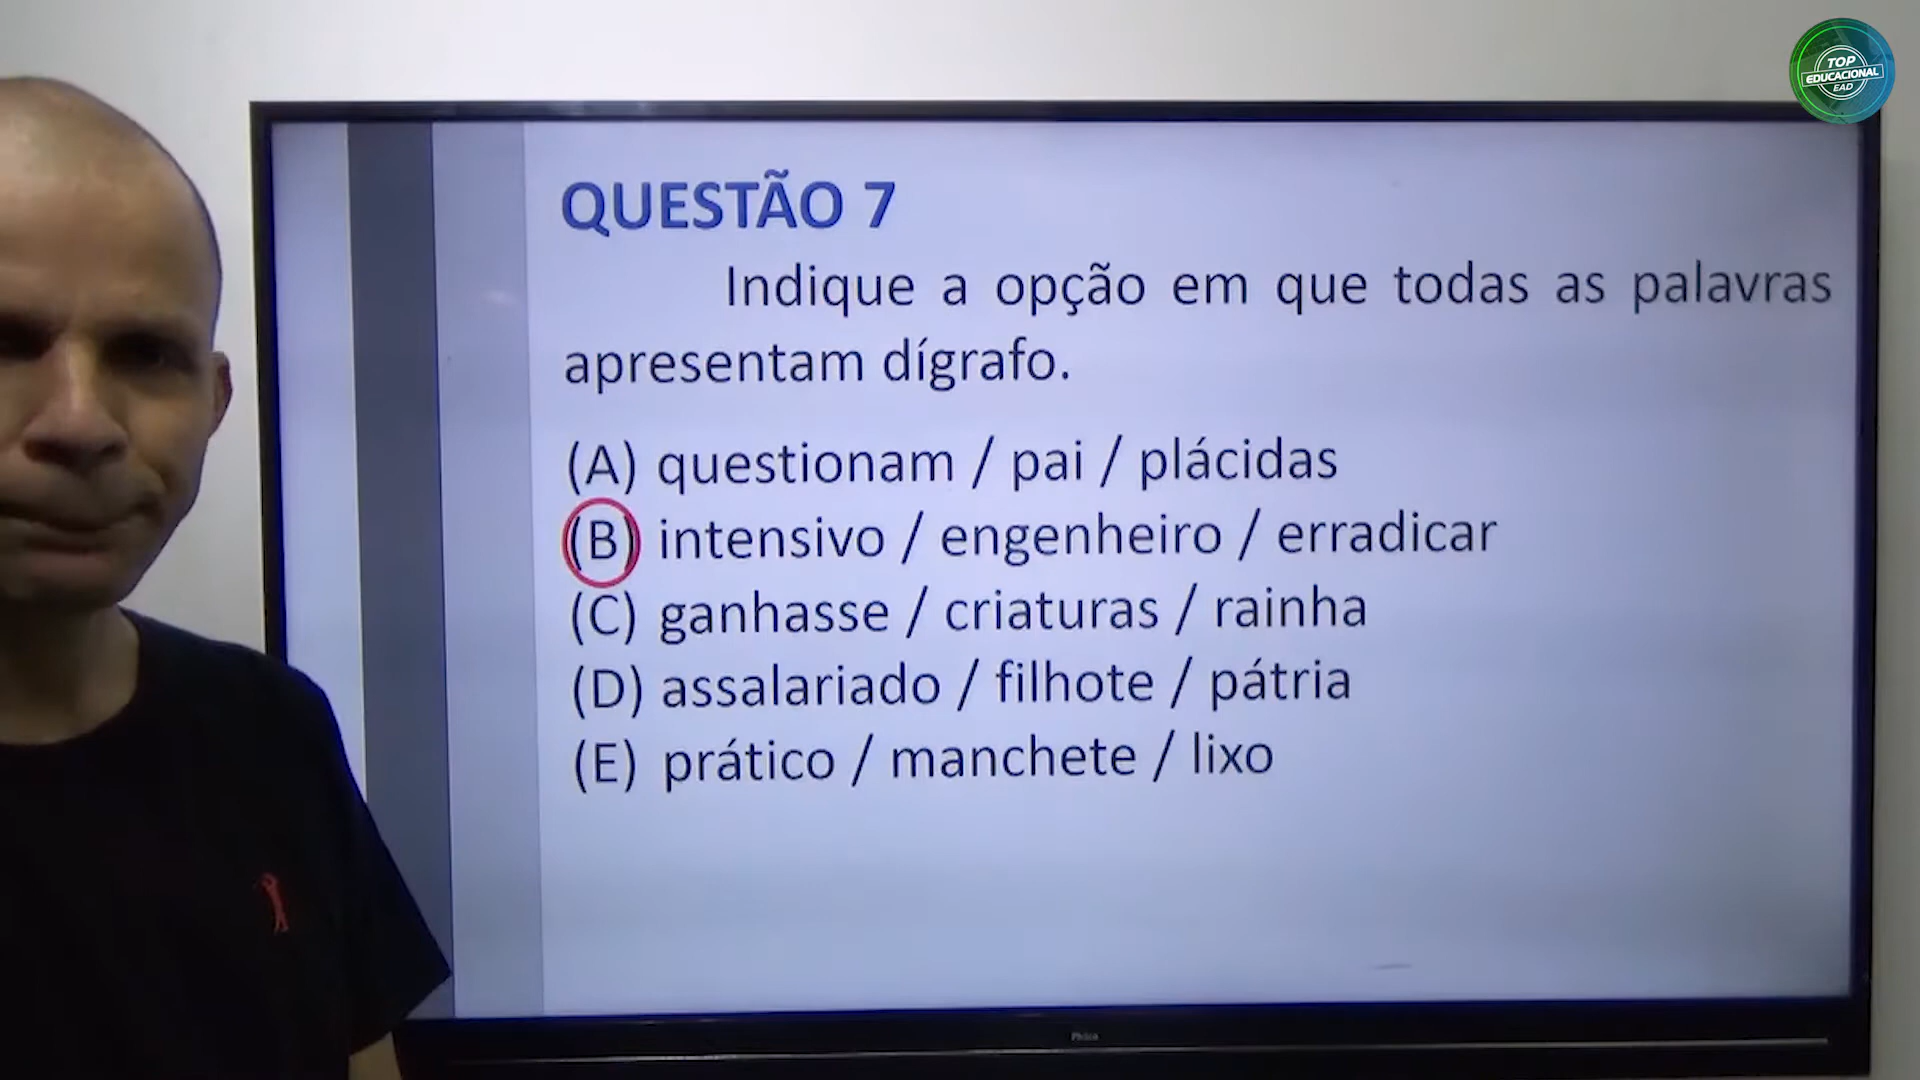 TOP
EDUCACIONAL
EAD
QUESTÃO 7
Indique a opção em que todas as palavras
apresentam dígrafo.
(A) questionam / pai / plácidas
(B) intensivo / engenheiro / erradicar
(C) ganhasse / criaturas / rainha
(D) assalariado / filhote / pátria
(E) prático / manchete / lixo
Philco